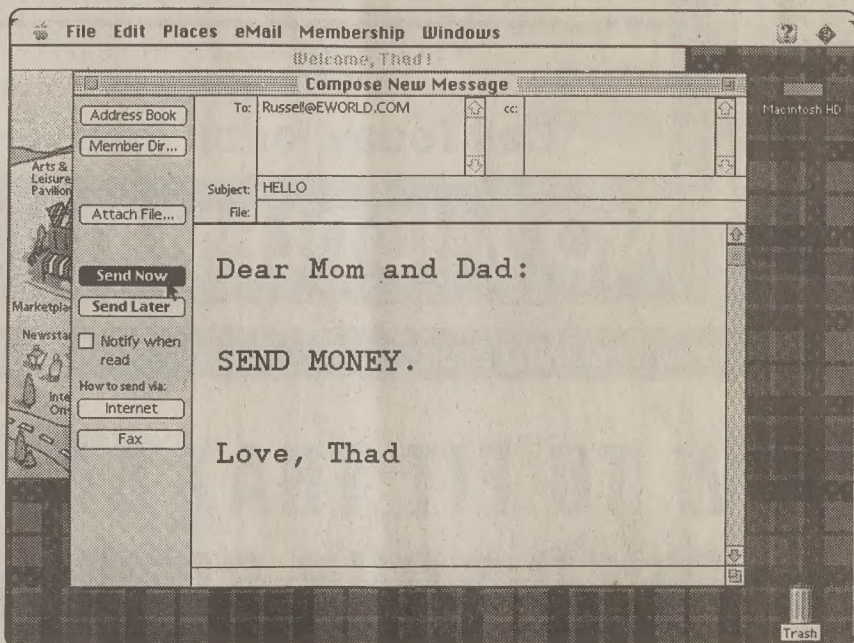 File Edit Places eMail Membership Windows
Welcome, Thad!
Compose New Message
Macintosh HD
Address Book
Member Dir...
Attach File...
Send Now
Send Later
Notify when
read
How to send via:
Internet
Fax
To: Russell@EWORLD.COM
cc:
Subject: HELLO
File:
Dear Mom and Dad:
SEND MONEY.
Love, Thad
Arts &
Leisure
Pavilion
Marketpla
Newssta
Inte
On
Trash